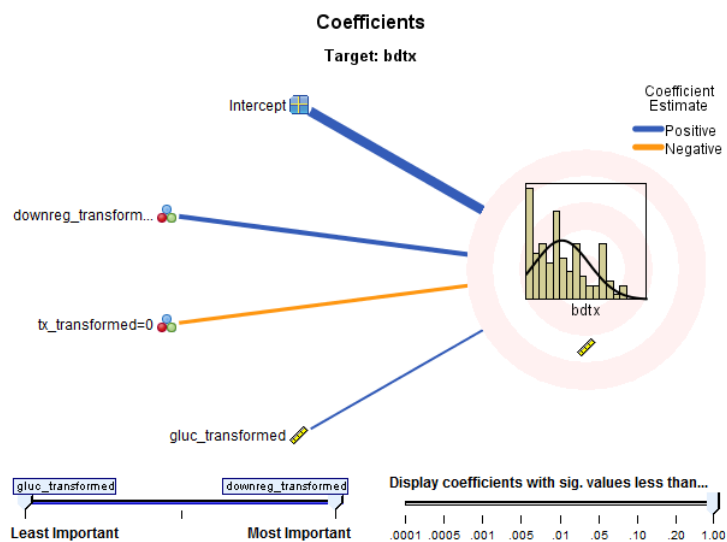 Coefficients
Target: bdtx
Intercept
Coefficient
Estimate
Positive
Negative
downreg_transform...
bdtx
tx_transformed=0
gluc_transformed
gluc_transformed
downreg_transformed
Least Important
Most Important
Display coefficients with sig. values less than...
.0001 .0005 .001 .005 .01 .05 .10 .20 1.00